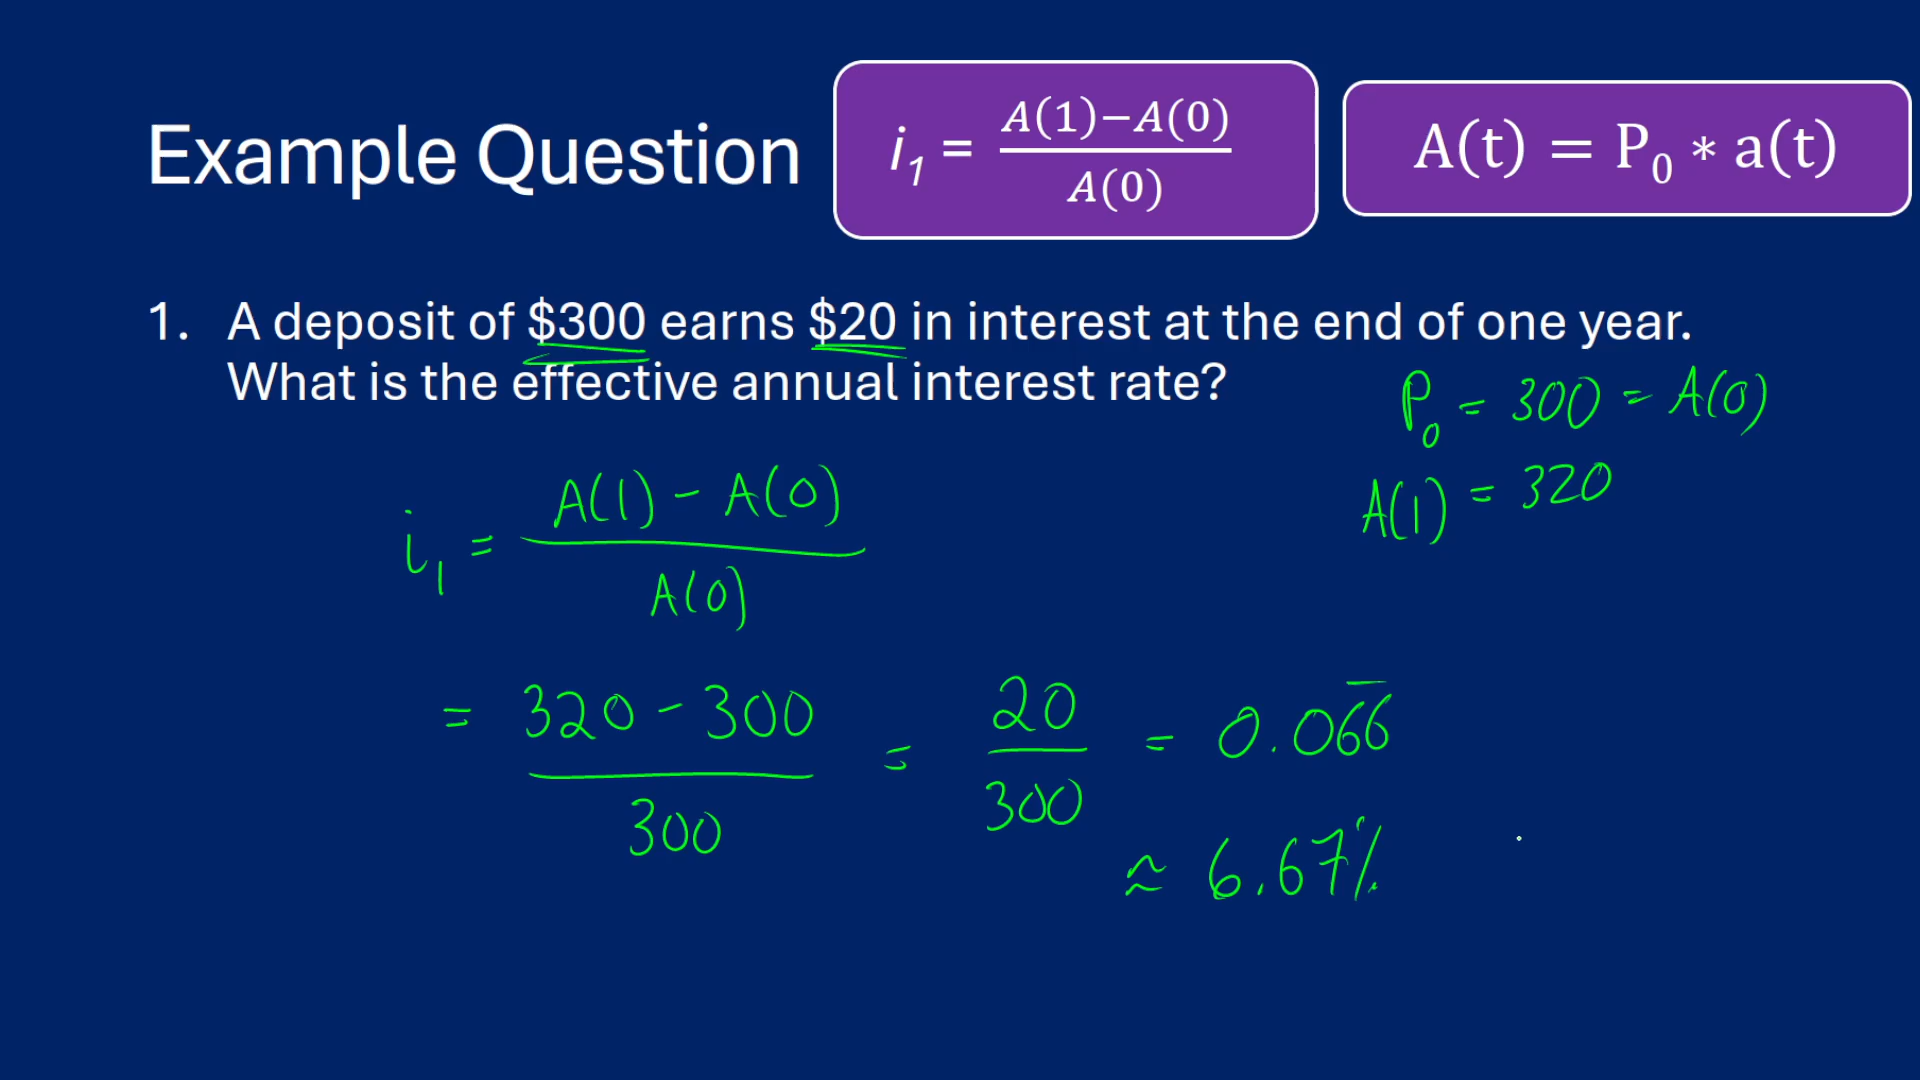 Example Question
i₁ = A(1)−A(0) / A(0)
A(t) = P₀ * a(t)
1. A deposit of $300 earns $20 in interest at the end of one year.
What is the effective annual interest rate?
P₀ = 300 = A(0)
A(1) = 320
i₁ = A(1) - A(0) / A(0)
= 320 - 300 / 300 = 20 / 300 = 0.06̅6̅
≈ 6.67%